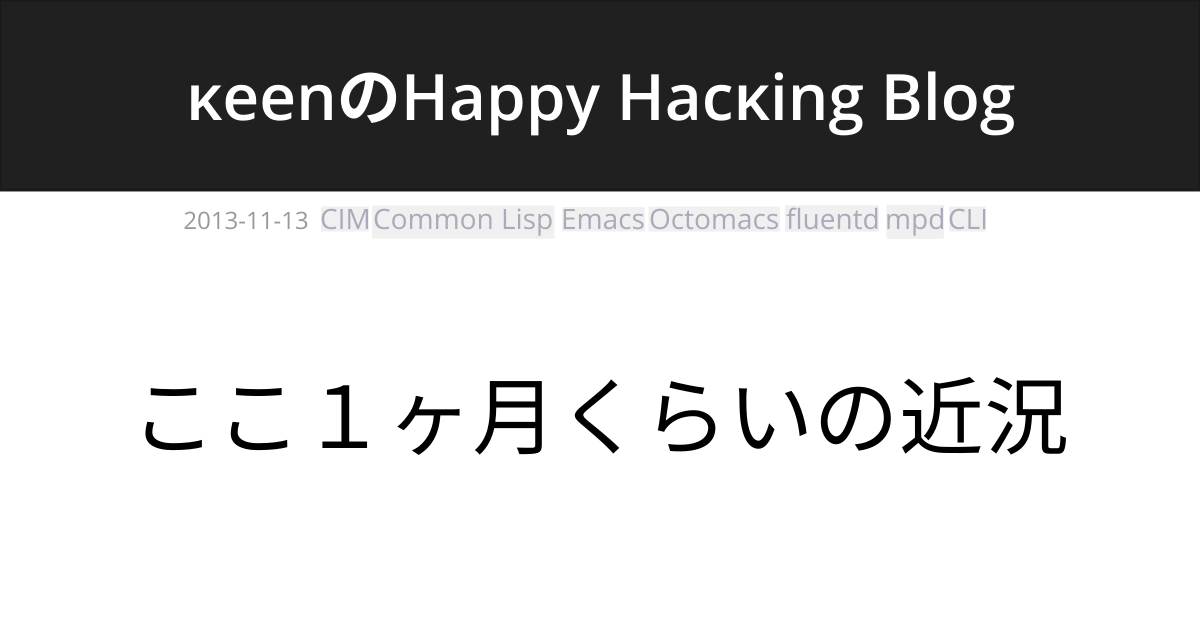 κeenのHappy Hacκing Blog
2013-11-13 CIM Common Lisp Emacs Octomacs fluentd mpd CLI
ここ１ヶ月くらいの近況